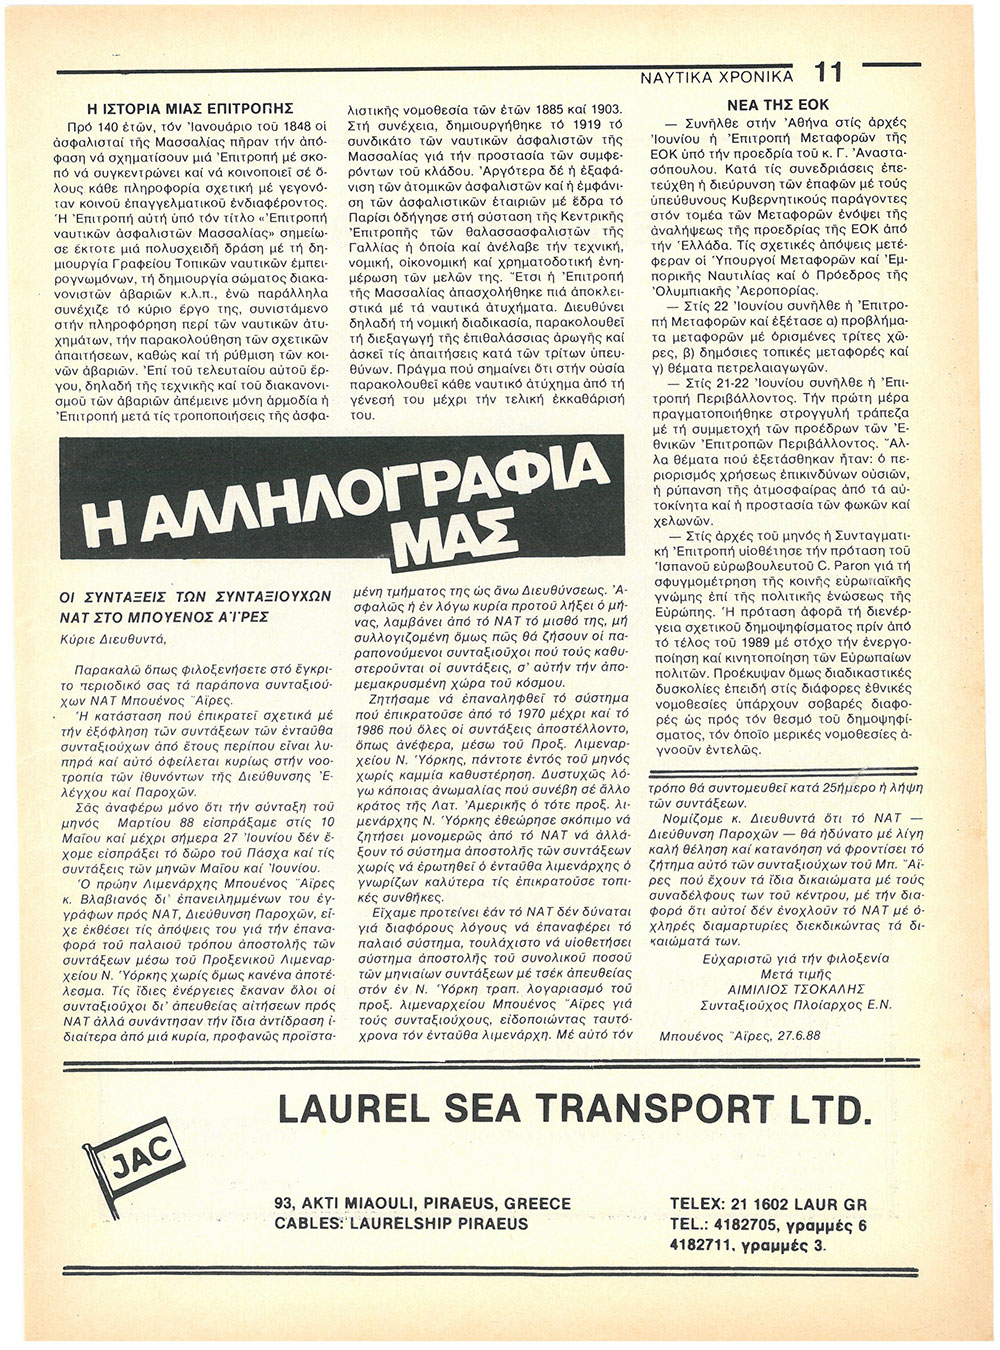 ΝΑΥΤΙΚΑ ΧΡΟΝΙΚΑ 11
Η ΙΣΤΟΡΙΑ ΜΙΑΣ ΕΠΙΤΡΟΠΗΣ
Πρό 140 ἐτῶν, τόν Ἰανουάριο τοῦ 1848 οἱ
ἀσφαλισταί τῆς Μασσαλίας πῆραν τήν ἀπό-
φαση νά σχηματίσουν μιά Ἐπιτροπή μέ σκο-
πό νά συγκεντρώνει καί νά κοινοποιεῖ σέ ὅ-
λους κάθε πληροφορία σχετική μέ γεγονό-
ταν κοινοῦ ἐπαγγελματικοῦ ἐνδιαφέροντος.
Ἡ Ἐπιτροπή αὐτή ὑπό τόν τίτλο «Ἐπιτροπή
ναυτικῶν ἀσφαλιστῶν Μασσαλίας» σημείω-
σε ἔκτοτε μιά πολυσχειδῆ δράση μέ τή δη-
μιουργία Γραφείου Τοπικῶν ναυτικῶν ἐμπει-
ρογνωμόνων, τή δημιουργία σώματος διακα-
νονιστῶν ἀβαριῶν κ.λ.π., ἐνῶ παράλληλα
συνέχιζε τό κύριο ἔργο της, συνιστάμενο
στήν πληροφόρηση περί τῶν ναυτικῶν ἀτυ-
χημάτων, τήν παρακολούθηση τῶν σχετικῶν
ἀπαιτήσεων, καθώς καί τή ρύθμιση τῶν κοι-
νῶν ἀβαριῶν. Ἐπί τοῦ τελευταίου αὐτοῦ ἔρ-
γου, δηλαδή τῆς τεχνικῆς καί τοῦ διακανονι-
σμοῦ τῶν ἀβαριῶν ἀπέμεινε μόνη ἁρμοδία ἡ
Ἐπιτροπή μετά τίς τροποποιήσεις τῆς ἀσφα-
λιστικῆς νομοθεσία τῶν ἐτῶν 1885 καί 1903.
Στή συνέχεια, δημιουργήθηκε τό 1919 τό
συνδικάτο τῶν ναυτικῶν ἀσφαλιστῶν τῆς
Μασσαλίας γιά τήν προστασία τῶν συμφε-
ρόντων τοῦ κλάδου. Ἀργότερα δέ ἡ ἐξαφά-
νιση τῶν ἀτομικῶν ἀσφαλιστῶν καί ἡ ἐμφάνι-
ση τῶν ἀσφαλιστικῶν ἑταιριῶν μέ ἕδρα τό
Παρίσι ὁδήγησε στή σύσταση τῆς Κεντρικῆς
Ἐπιτροπῆς τῶν θαλασσασφαλιστῶν τῆς
Γαλλίας ἡ ὁποία καί ἀνέλαβε τήν τεχνική,
νομική, οἰκονομική καί χρηματοδοτική ἐνη-
μέρωση τῶν μελῶν της. Ἔτσι ἡ Ἐπιτροπή
τῆς Μασσαλίας ἀπασχολήθηκε πιά ἀποκλει-
στικά μέ τά ναυτικά ἀτυχήματα. Διευθύνει
δηλαδή τή νομική διαδικασία, παρακολουθεῖ
τή διεξαγωγή τῆς ἐπιθαλάσσιας ἀρωγῆς καί
ἀσκεῖ τίς ἀπαιτήσεις κατά τῶν τρίτων ὑπευ-
θύνων. Πράγμα πού σημαίνει ὅτι στήν οὐσία
παρακολουθεῖ κάθε ναυτικό ἀτύχημα ἀπό τή
γένεσή του μέχρι τήν τελική ἐκκαθάρισή
του.
ΝΕΑ ΤΗΣ ΕΟΚ
— Συνῆλθε στήν Ἀθήνα στίς ἀρχές
Ἰουνίου ἡ Ἐπιτροπή Μεταφορῶν τῆς
ΕΟΚ ὑπό τήν προεδρία τοῦ κ. Γ. Ἀναστα-
σόπουλου. Κατά τίς συνεδριάσεις ἐπε-
τεύχθη ἡ διεύρυνση τῶν ἐπαφῶν μέ τούς
ὑπεύθυνους Κυβερνητικούς παράγοντες
στόν τομέα τῶν Μεταφορῶν ἐνόψει τῆς
ἀναλήψεως τῆς προεδρίας τῆς ΕΟΚ ἀπό
τήν Ἑλλάδα. Τίς σχετικές ἀπόψεις μετέ-
φεραν οἱ Ὑπουργοί Μεταφορῶν καί Ἐμ-
πορικῆς Ναυτιλίας καί ὁ Πρόεδρος τῆς
Ὀλυμπιακῆς Ἀεροπορίας.
— Στίς 22 Ἰουνίου συνῆλθε ἡ Ἐπιτρο-
πή Μεταφορῶν καί ἐξέτασε α) προβλήμα-
τα μεταφορῶν μέ ὁρισμένες τρίτες χῶ-
ρες, β) δημόσιες τοπικές μεταφορές καί
γ) θέματα πετρελαιαγωγῶν.
— Στίς 21-22 Ἰουνίου συνῆλθε ἡ Ἐπι-
τροπή Περιβάλλοντος. Τήν πρώτη μέρα
πραγματοποιήθηκε στρογγυλή τράπεζα
μέ τή συμμετοχή τῶν προέδρων τῶν Ἐ-
θνικῶν Ἐπιτροπῶν Περιβάλλοντος. Ἄλ-
λα θέματα πού ἐξετάσθηκαν ἦταν: ὁ πε-
ριορισμός χρήσεως ἐπικινδύνων οὐσιῶν,
ἡ ρύπανση τῆς ἀτμοσφαίρας ἀπό τά αὐ-
τοκίνητα καί ἡ προστασία τῶν φωκῶν καί
χελωνῶν.
— Στίς ἀρχές τοῦ μηνός ἡ Συνταγματι-
κή Ἐπιτροπή υἱοθέτησε τήν πρόταση τοῦ
Ἱσπανοῦ εὐρωβουλευτοῦ C. Paron γιά τή
σφυγμομέτρηση τῆς κοινῆς εὐρωπαϊκῆς
γνώμης ἐπί τῆς πολιτικῆς ἑνώσεως τῆς
Εὐρώπης. Ἡ πρόταση ἀφορᾶ τή διενέρ-
γεια σχετικοῦ δημοψηφίσματος πρίν ἀπό
τό τέλος τοῦ 1989 μέ στόχο τήν ἐνεργο-
ποίηση καί κινητοποίηση τῶν Εὐρωπαίων
πολιτῶν. Προέκυψαν ὅμως διαδικαστικές
δυσκολίες ἐπειδή στίς διάφορες ἐθνικές
νομοθεσίες ὑπάρχουν σοβαρές διαφο-
ρές ὡς πρός τόν θεσμό τοῦ δημοψηφί-
σματος, τόν ὁποῖο μερικές νομοθεσίες ἀ-
γνοοῦν ἐντελῶς.
Η ΑΛΛΗΛΟΓΡΑΦΙΑ
ΜΑΣ
ΟΙ ΣΥΝΤΑΞΕΙΣ ΤΩΝ ΣΥΝΤΑΞΙΟΥΧΩΝ
ΝΑΤ ΣΤΟ ΜΠΟΥΕΝΟΣ ΑΪΡΕΣ
Κύριε Διευθυντά,
Παρακαλῶ ὅπως φιλοξενήσετε στό ἔγκρι-
το περιοδικό σας τά παράπονα συνταξιού-
χων ΝΑΤ Μπουένος Ἄϊρες.
Ἡ κατάσταση πού ἐπικρατεῖ σχετικά μέ
τήν ἐξόφληση τῶν συντάξεων τῶν ἐνταῦθα
συνταξιούχων ἀπό ἔτους περίπου εἶναι λυ-
πηρά καί αὐτό ὀφείλεται κυρίως στήν νοο-
τροπία τῶν ἰθυνόντων τῆς Διεύθυνσης Ἐ-
λέγχου καί Παροχῶν.
Σᾶς ἀναφέρω μόνο ὅτι τήν σύνταξη τοῦ
μηνός Μαρτίου 88 εἰσπράξαμε στίς 10
Μαΐου καί μέχρι σήμερα 27 Ἰουνίου δέν ἔ-
χομε εἰσπράξει τό δῶρο τοῦ Πάσχα καί τίς
συντάξεις τῶν μηνῶν Μαΐου καί Ἰουνίου.
Ὁ πρώην Λιμενάρχης Μπουένος Ἄϊρες
κ. Βλαβιανός δι' ἐπανειλημμένων του ἐγ-
γράφων πρός ΝΑΤ, Διεύθυνση Παροχῶν, εἶ-
χε ἐκθέσει τίς ἀπόψεις του γιά τήν ἐπανα-
φορά τοῦ παλαιοῦ τρόπου ἀποστολῆς τῶν
συντάξεων μέσω τοῦ Προξενικοῦ Λιμεναρ-
χείου Ν. Ὑόρκης χωρίς ὅμως κανένα ἀποτέ-
λεσμα. Τίς ἴδιες ἐνέργειες ἔκαναν ὅλοι οἱ
συνταξιοῦχοι δι' ἀπευθείας αἰτήσεων πρός
ΝΑΤ ἀλλά συνάντησαν τήν ἴδια ἀντίδραση ἰ-
διαίτερα ἀπό μιά κυρία, προφανῶς προϊστα-
μένη τμήματος της ὡς ἄνω Διευθύνσεως. Ἀ-
σφαλῶς ἡ ἐν λόγω κυρία προτοῦ λήξει ὁ μή-
νας, λαμβάνει ἀπό τό ΝΑΤ τό μισθό της, μή
συλλογιζομένη ὅμως πῶς θά ζήσουν οἱ πα-
ραπονούμενοι συνταξιοῦχοι πού τούς καθυ-
στεροῦνται οἱ συντάξεις, σ' αὐτήν τήν ἀπο-
μεμακρυσμένη χώρα τοῦ κόσμου.
Ζητήσαμε νά ἐπαναληφθεῖ τό σύστημα
πού ἐπικρατοῦσε ἀπό τό 1970 μέχρι καί τό
1986 πού ὅλες οἱ συντάξεις ἀποστέλλοντο,
ὅπως ἀνέφερα, μέσω τοῦ Προξ. Λιμεναρ-
χείου Ν. Ὑόρκης, πάντοτε ἐντός τοῦ μηνός
χωρίς καμμία καθυστέρηση. Δυστυχῶς λό-
γω κάποιας ἀνωμαλίας πού συνέβη σέ ἄλλο
κράτος τῆς Λατ. Ἀμερικῆς ὁ τότε προξ. λι-
μενάρχης Ν. Ὑόρκης ἐθεώρησε σκόπιμο νά
ζητήσει μονομερῶς ἀπό τό ΝΑΤ νά ἀλλά-
ξουν τό σύστημα ἀποστολῆς τῶν συντάξεων
χωρίς νά ἐρωτηθεῖ ὁ ἐνταῦθα λιμενάρχης ὁ
γνωρίζων καλύτερα τίς ἐπικρατοῦσε τοπι-
κές συνθῆκες.
Εἴχαμε προτείνει ἐάν τό ΝΑΤ δέν δύναται
γιά διαφόρους λόγους νά ἐπαναφέρει τό
παλαιό σύστημα, τουλάχιστο νά υἱοθετήσει
σύστημα ἀποστολῆς τοῦ συνολικοῦ ποσοῦ
τῶν μηνιαίων συντάξεων μέ τσέκ ἀπευθείας
στόν ἐν Ν. Ὑόρκη τραπ. λογαριασμό τοῦ
προξ. λιμεναρχείου Μπουένος Ἄϊρες γιά
τούς συνταξιούχους, εἰδοποιώντας ταυτό-
χρονα τόν ἐνταῦθα λιμενάρχη. Μέ αὐτό τόν
τρόπο θά συντομευθεῖ κατά 25ήμερο ἡ λήψη
τῶν συντάξεων.
Νομίζομε κ. Διευθυντά ὅτι τό ΝΑΤ —
Διεύθυνση Παροχῶν — θά ἠδύνατο μέ λίγη
καλή θέληση καί κατανόηση νά φροντίσει τό
ζήτημα αὐτό τῶν συνταξιούχων τοῦ Μπ. Ἄϊ-
ρες πού ἔχουν τά ἴδια δικαιώματα μέ τούς
συναδέλφους των τοῦ κέντρου, μέ τήν δια-
φορά ὅτι αὐτοί δέν ἐνοχλοῦν τό ΝΑΤ μέ ὀ-
χληρές διαμαρτυρίες διεκδικώντας τά δι-
καιώματά των.
Εὐχαριστῶ γιά τήν φιλοξενία
Μετά τιμῆς
ΑΙΜΙΛΙΟΣ ΤΣΟΚΑΛΗΣ
Συνταξιοῦχος Πλοίαρχος Ε.Ν.
Μπουένος Ἄϊρες, 27.6.88
JAC
LAUREL SEA TRANSPORT LTD.
93, AKTI MIAOULI, PIRAEUS, GREECE
CABLES: LAURELSHIP PIRAEUS
TELEX: 21 1602 LAUR GR
TEL.: 4182705, γραμμές 6
4182711, γραμμές 3.